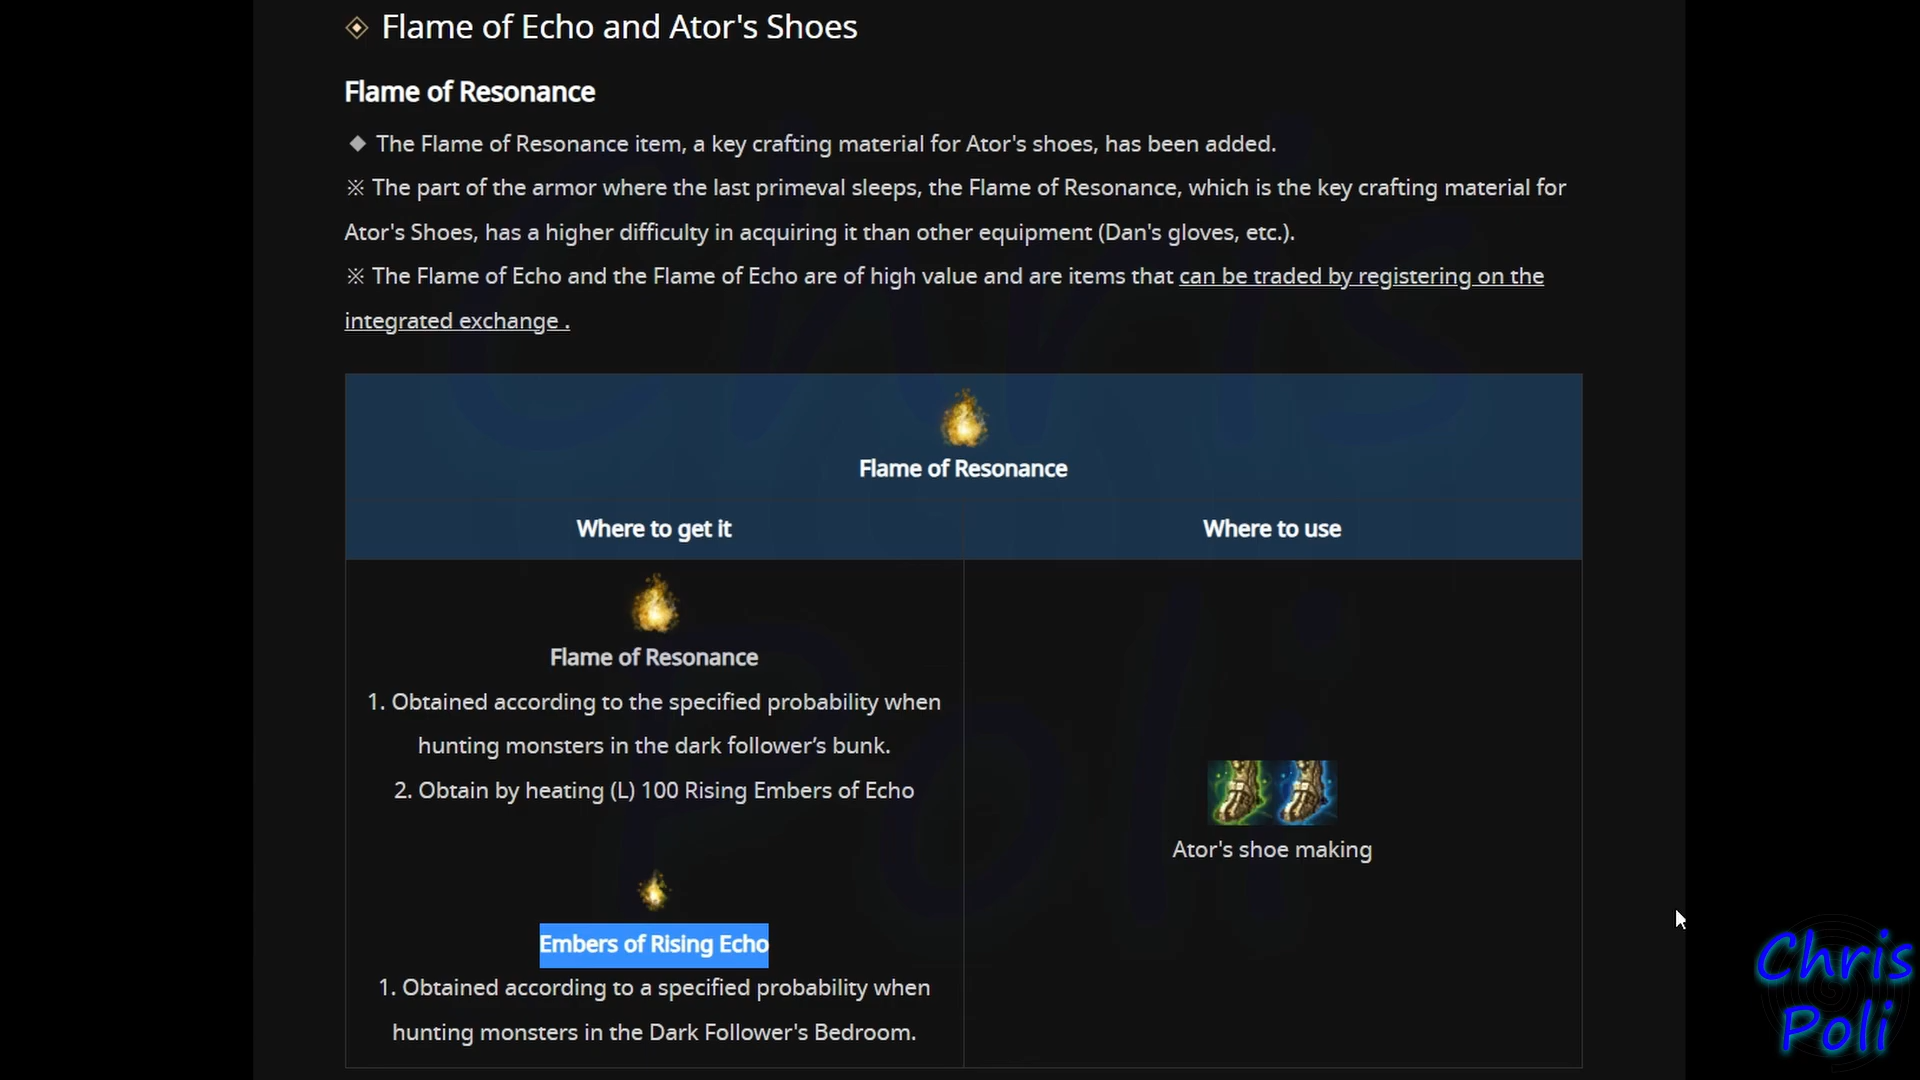 Flame of Echo and Ator's Shoes
Flame of Resonance
◆ The Flame of Resonance item, a key crafting material for Ator's shoes, has been added.
※ The part of the armor where the last primeval sleeps, the Flame of Resonance, which is the key crafting material for
Ator's Shoes, has a higher difficulty in acquiring it than other equipment (Dan's gloves, etc.).
※ The Flame of Echo and the Flame of Echo are of high value and are items that can be traded by registering on the
integrated exchange .
Flame of Resonance
Where to get it
Where to use
Flame of Resonance
1. Obtained according to the specified probability when
hunting monsters in the dark follower’s bunk.
2. Obtain by heating (L) 100 Rising Embers of Echo
Embers of Rising Echo
1. Obtained according to a specified probability when
hunting monsters in the Dark Follower's Bedroom.
Ator's shoe making
Chris
Poli